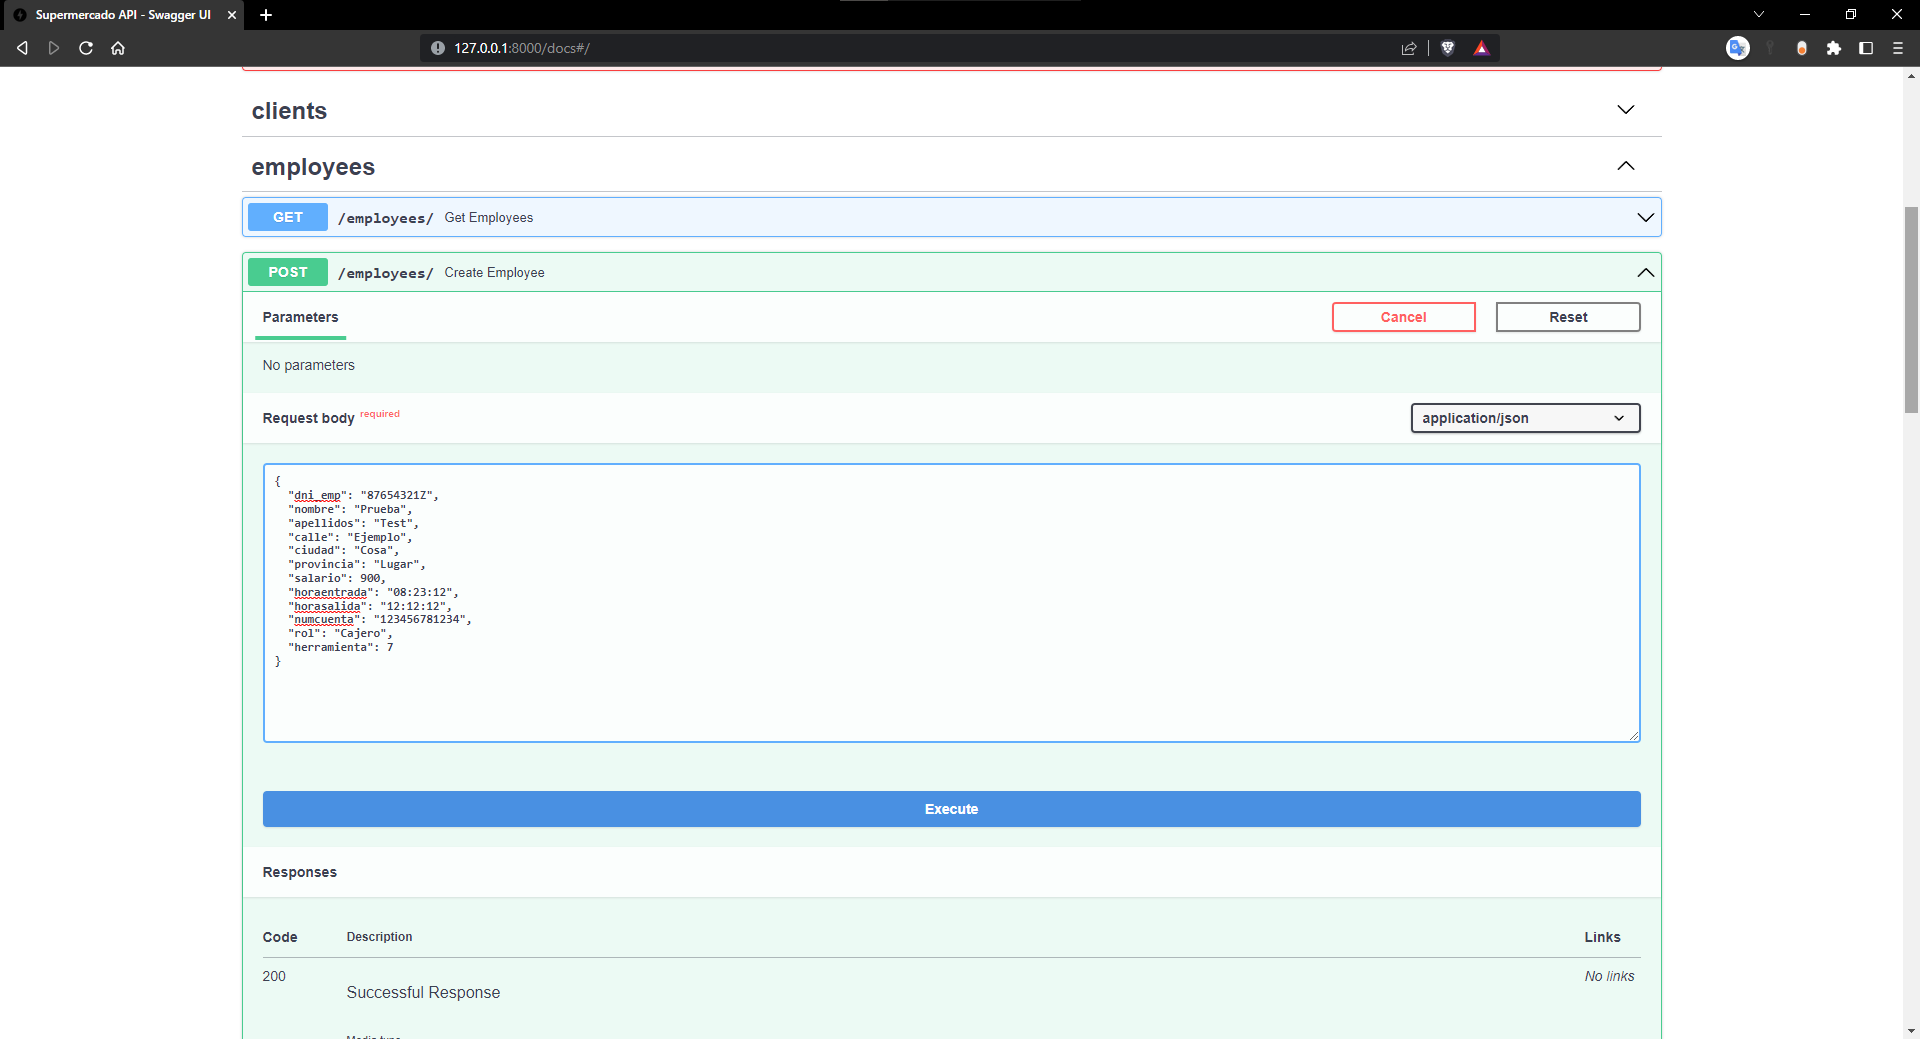 Supermercado API - Swagger UI
127.0.0.1:8000/docs#/
clients
employees
GET /employees/ Get Employees
POST /employees/ Create Employee
Parameters Cancel Reset
No parameters
Request body required application/json
{
"dni_emp": "87654321Z",
"nombre": "Prueba",
"apellidos": "Test",
"calle": "Ejemplo",
"ciudad": "Cosa",
"provincia": "Lugar",
"salario": 900,
"horaentrada": "08:23:12",
"horasalida": "12:12:12",
"numcuenta": "123456781234",
"rol": "Cajero",
"herramienta": 7
}
Execute
Responses
Code Description Links
200 No links
Successful Response
Media type